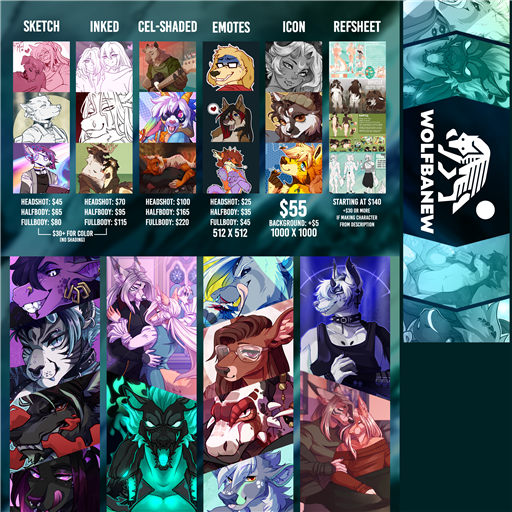 SKETCH
INKED
CEL-SHADED
EMOTES
ICON
REFSHEET
HEADSHOT: $45
HALFBODY: $65
FULLBODY: $80
$30+ FOR COLOR
(NO SHADING)
HEADSHOT: $70
HALFBODY: $95
FULLBODY: $115
HEADSHOT: $100
HALFBODY: $165
FULLBODY: $220
HEADSHOT: $25
HALFBODY: $35
FULLBODY: $45
512 X 512
$55
BACKGROUND: +$5
1000 X 1000
STARTING AT $140
+$30 OR MORE
IF MAKING CHARACTER
FROM DESCRIPTION
WOLFBANEW